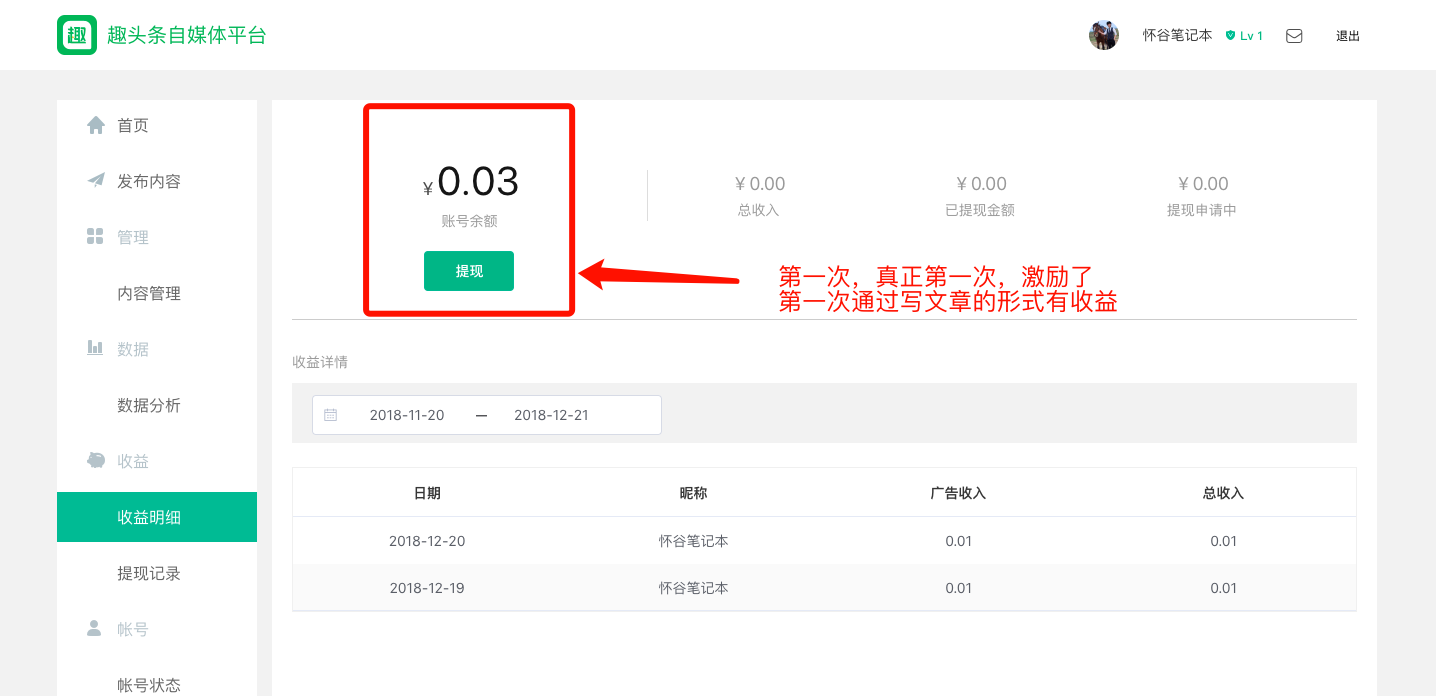 趣 趣头条自媒体平台
怀谷笔记本 Lv 1 退出
首页
发布内容
管理
内容管理
数据
数据分析
收益
收益明细
提现记录
帐号
帐号状态
¥ 0.03
账号余额
提现
¥ 0.00
总收入
¥ 0.00
已提现金额
¥ 0.00
提现申请中
第一次，真正第一次，激励了
第一次通过写文章的形式有收益
收益详情
2018-11-20 — 2018-12-21
日期 昵称 广告收入 总收入
2018-12-20 怀谷笔记本 0.01 0.01
2018-12-19 怀谷笔记本 0.01 0.01